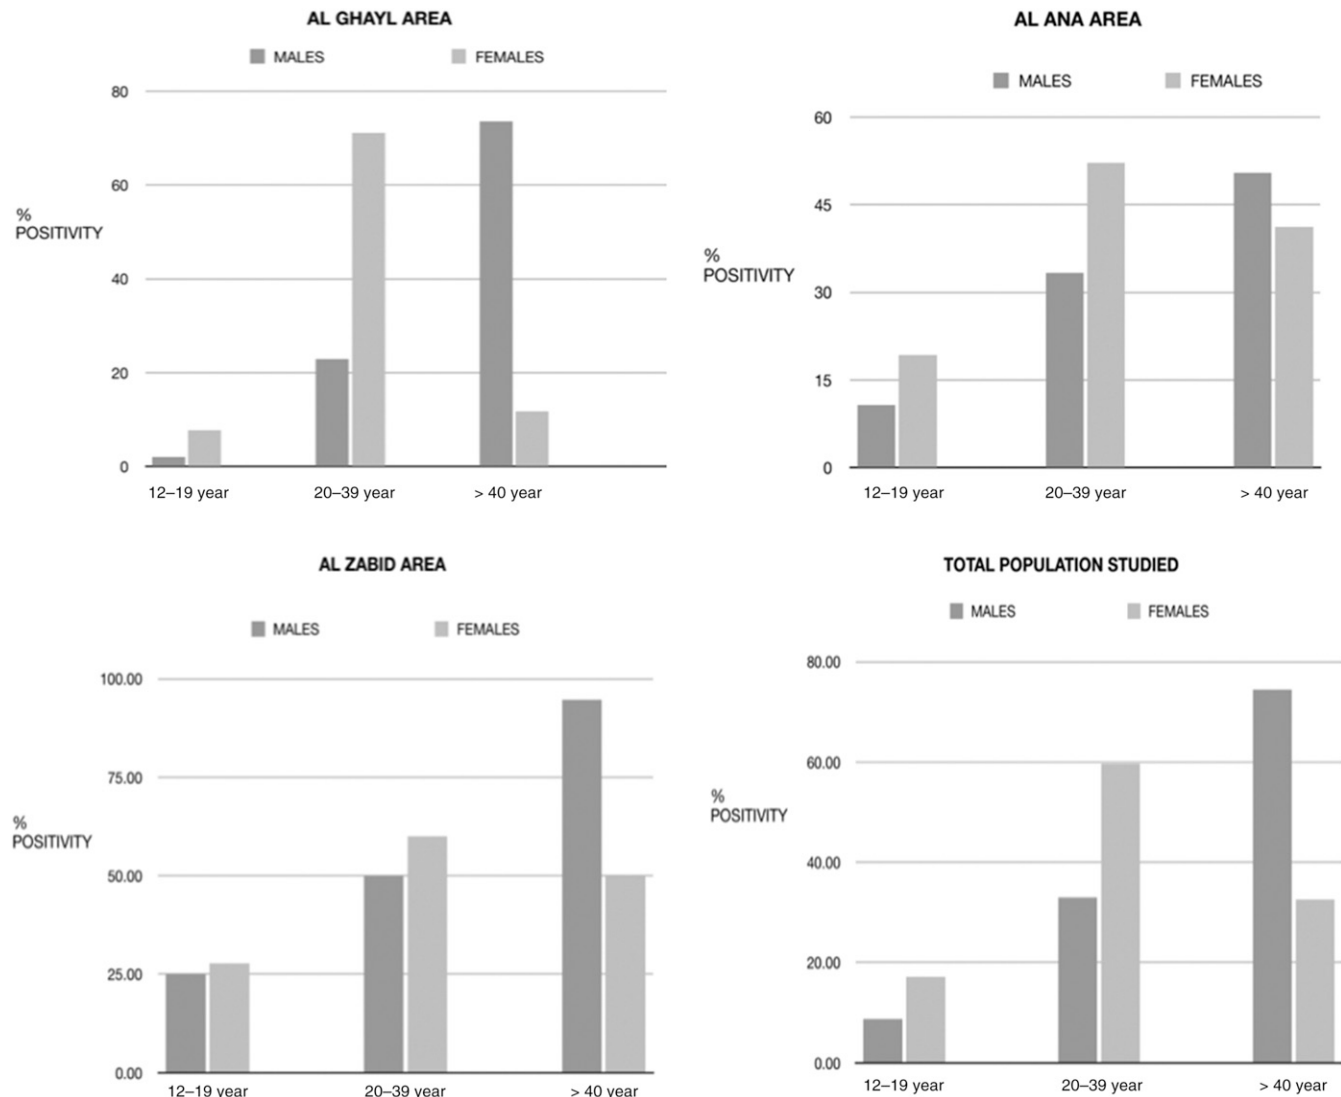 AL GHAYL AREA
MALES FEMALES
80
60
40
20
0
%
POSITIVITY
12–19 year 20–39 year > 40 year
AL ANA AREA
MALES FEMALES
60
45
30
15
0
%
POSITIVITY
12–19 year 20–39 year > 40 year
AL ZABID AREA
MALES FEMALES
100.00
75.00
50.00
25.00
0.00
%
POSITIVITY
12–19 year 20–39 year > 40 year
TOTAL POPULATION STUDIED
MALES FEMALES
80.00
60.00
40.00
20.00
0.00
%
POSITIVITY
12–19 year 20–39 year > 40 year